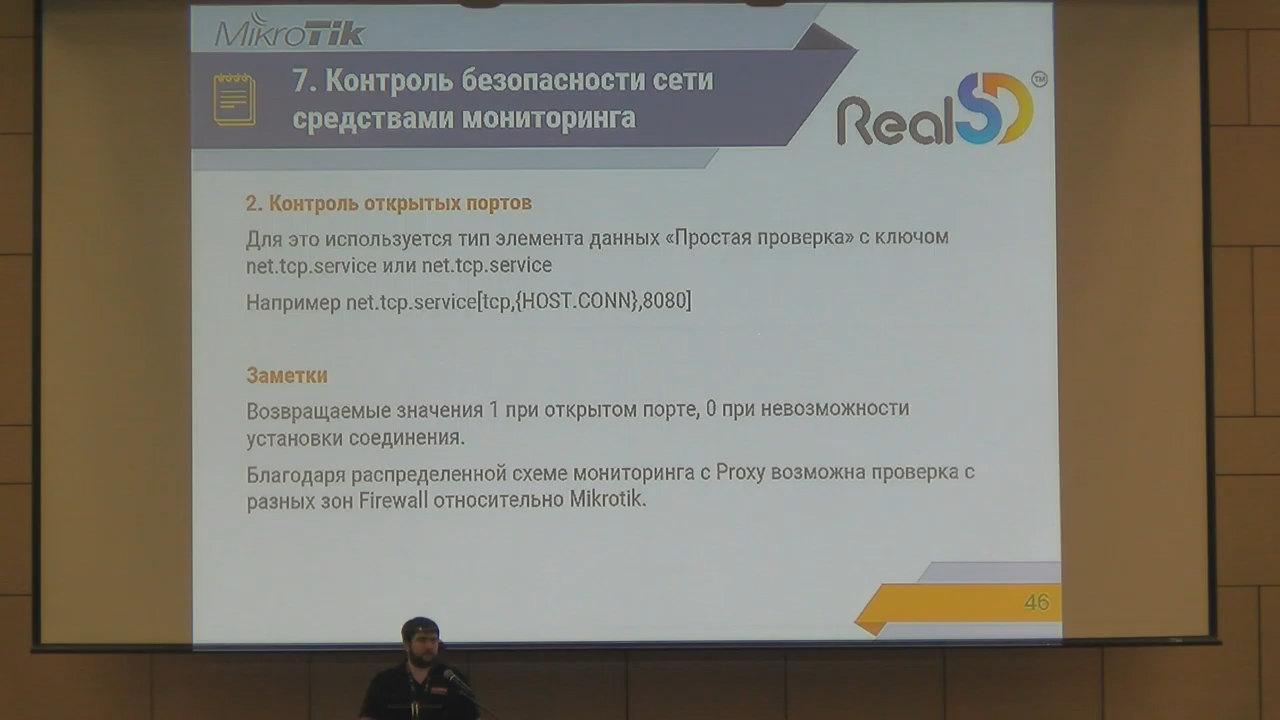 MikroTik
7. Контроль безопасности сети
средствами мониторинга
RealSD
TM
2. Контроль открытых портов
Для это используется тип элемента данных «Простая проверка» с ключом
net.tcp.service или net.tcp.service
Например net.tcp.service[tcp,{HOST.CONN},8080]
Заметки
Возвращаемые значения 1 при открытом порте, 0 при невозможности
установки соединения.
Благодаря распределенной схеме мониторинга с Proxy возможна проверка с
разных зон Firewall относительно Mikrotik.
46